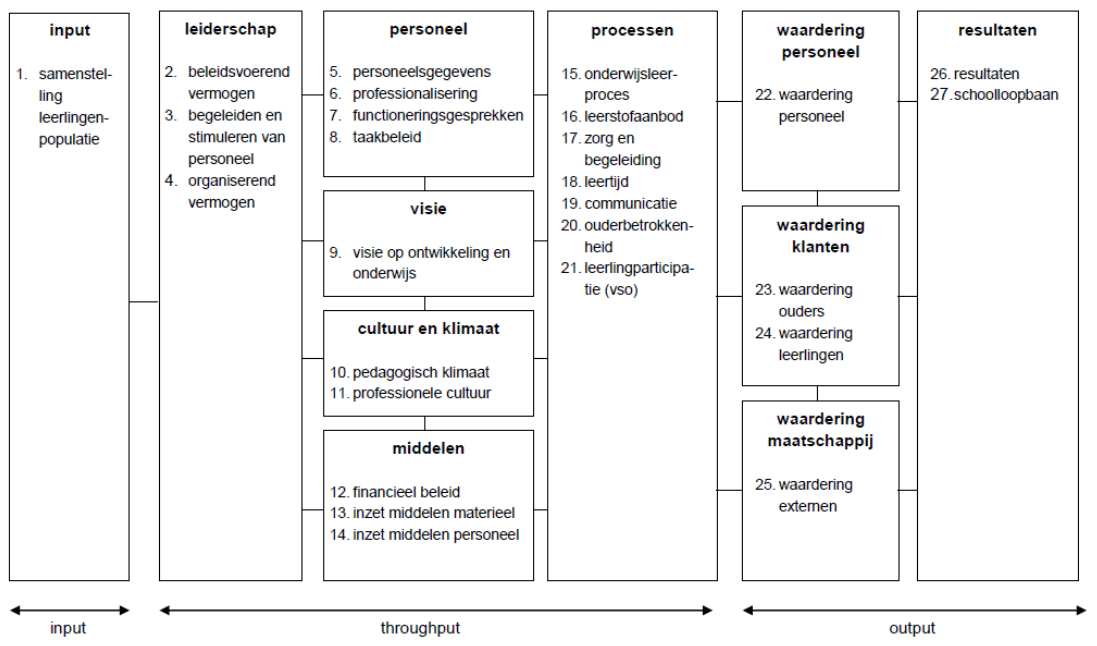 input
1. samenstel-
ling
leerlingen-
populatie
leiderschap
2. beleidsvoerend
vermogen
3. begeleiden en
stimuleren van
personeel
4. organiserend
vermogen
personeel
5. personeelsgegevens
6. professionalisering
7. functioneringsgesprekken
8. taakbeleid
visie
9. visie op ontwikkeling en
onderwijs
cultuur en klimaat
10. pedagogisch klimaat
11. professionele cultuur
middelen
12. financieel beleid
13. inzet middelen materieel
14. inzet middelen personeel
processen
15. onderwijsleer-
proces
16. leerstofaanbod
17. zorg en
begeleiding
18. leertijd
19. communicatie
20. ouderbetrokken-
heid
21. leerlingparticipa-
tie (vso)
waardering
personeel
22. waardering
personeel
waardering
klanten
23. waardering
ouders
24. waardering
leerlingen
waardering
maatschappij
25. waardering
externen
resultaten
26. resultaten
27. schoolloopbaan
input
throughput
output